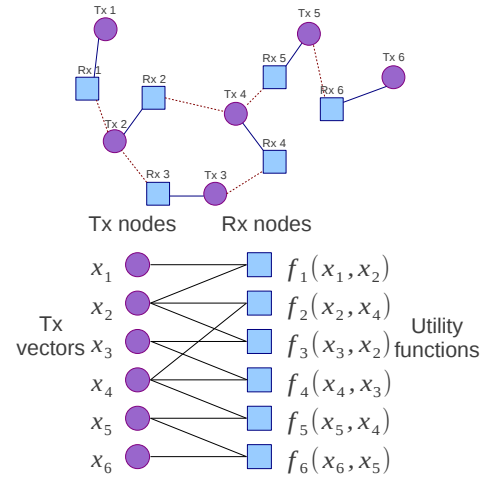 Tx 1
Tx 5
Rx 1
Rx 2
Rx 5
Tx 6
Tx 2
Tx 4
Rx 6
Rx 3
Tx 3
Rx 4
Tx nodes Rx nodes
x₁ f₁(x₁,x₂)
x₂ f₂(x₂,x₄)
Tx vectors
x₃ f₃(x₃,x₂)
Utility functions
x₄ f₄(x₄,x₃)
x₅ f₅(x₅,x₄)
x₆ f₆(x₆,x₅)